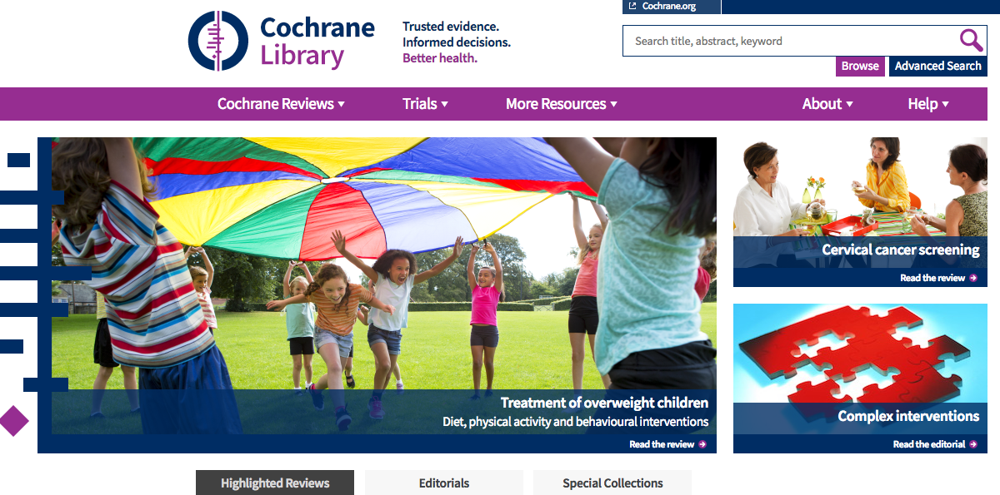 Cochrane.org
Cochrane
Library
Trusted evidence.
Informed decisions.
Better health.
Search title, abstract, keyword
Browse
Advanced Search
Cochrane Reviews
Trials
More Resources
About
Help
Treatment of overweight children
Diet, physical activity and behavioural interventions
Read the review
Cervical cancer screening
Read the review
Complex interventions
Read the editorial
Highlighted Reviews
Editorials
Special Collections